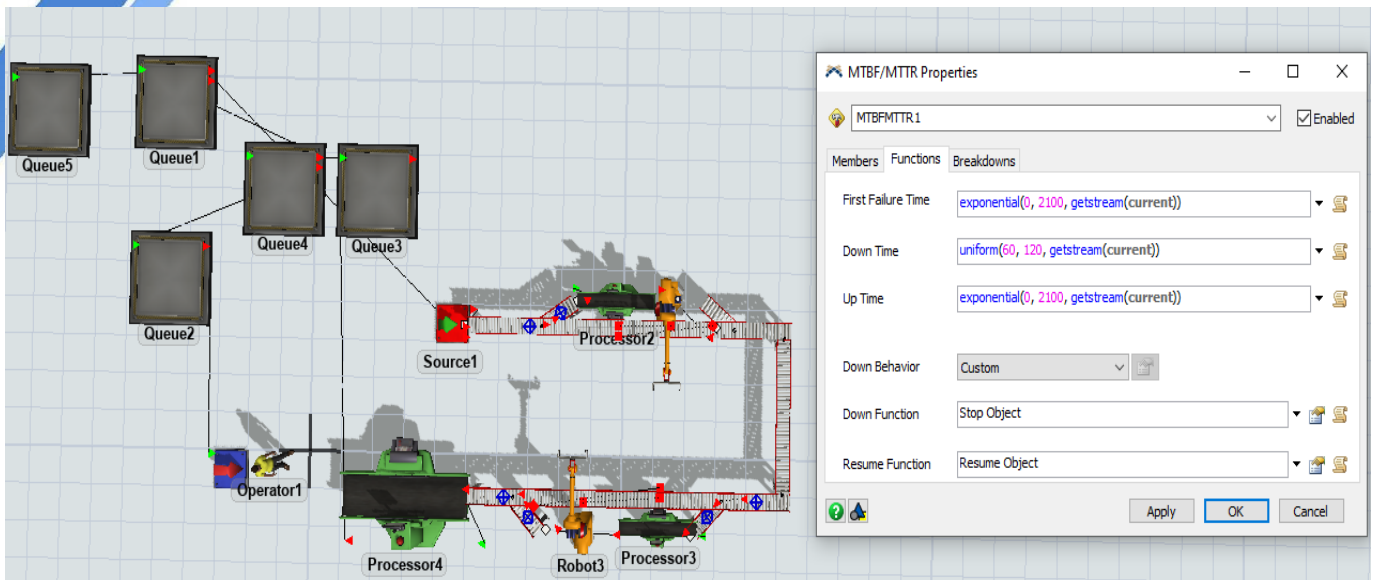 Queue5
Queue1
Queue4
Queue3
Queue2
Source1
Processor2
Operator1
Processor4
Robot3
Processor3
MTBF/MTTR Properties
MTBFMTTR1
Enabled
Members Functions Breakdowns
First Failure Time exponential(0, 2100, getstream(current))
Down Time uniform(60, 120, getstream(current))
Up Time exponential(0, 2100, getstream(current))
Down Behavior Custom
Down Function Stop Object
Resume Function Resume Object
Apply OK Cancel